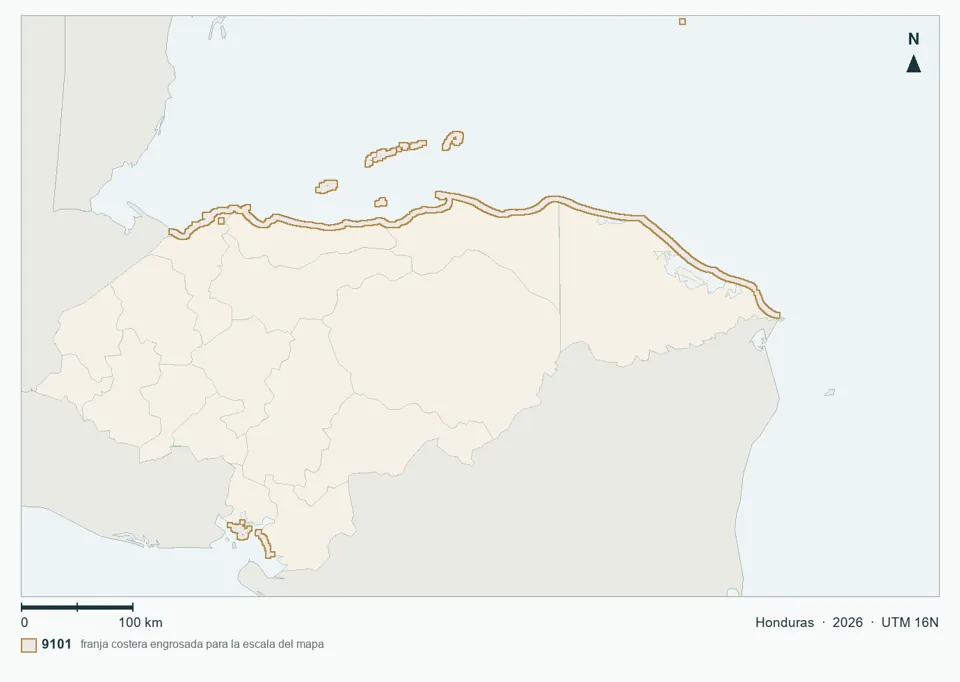 N
0 100 km
Honduras · 2026 · UTM 16N
9101 franja costera engrosada para la escala del mapa